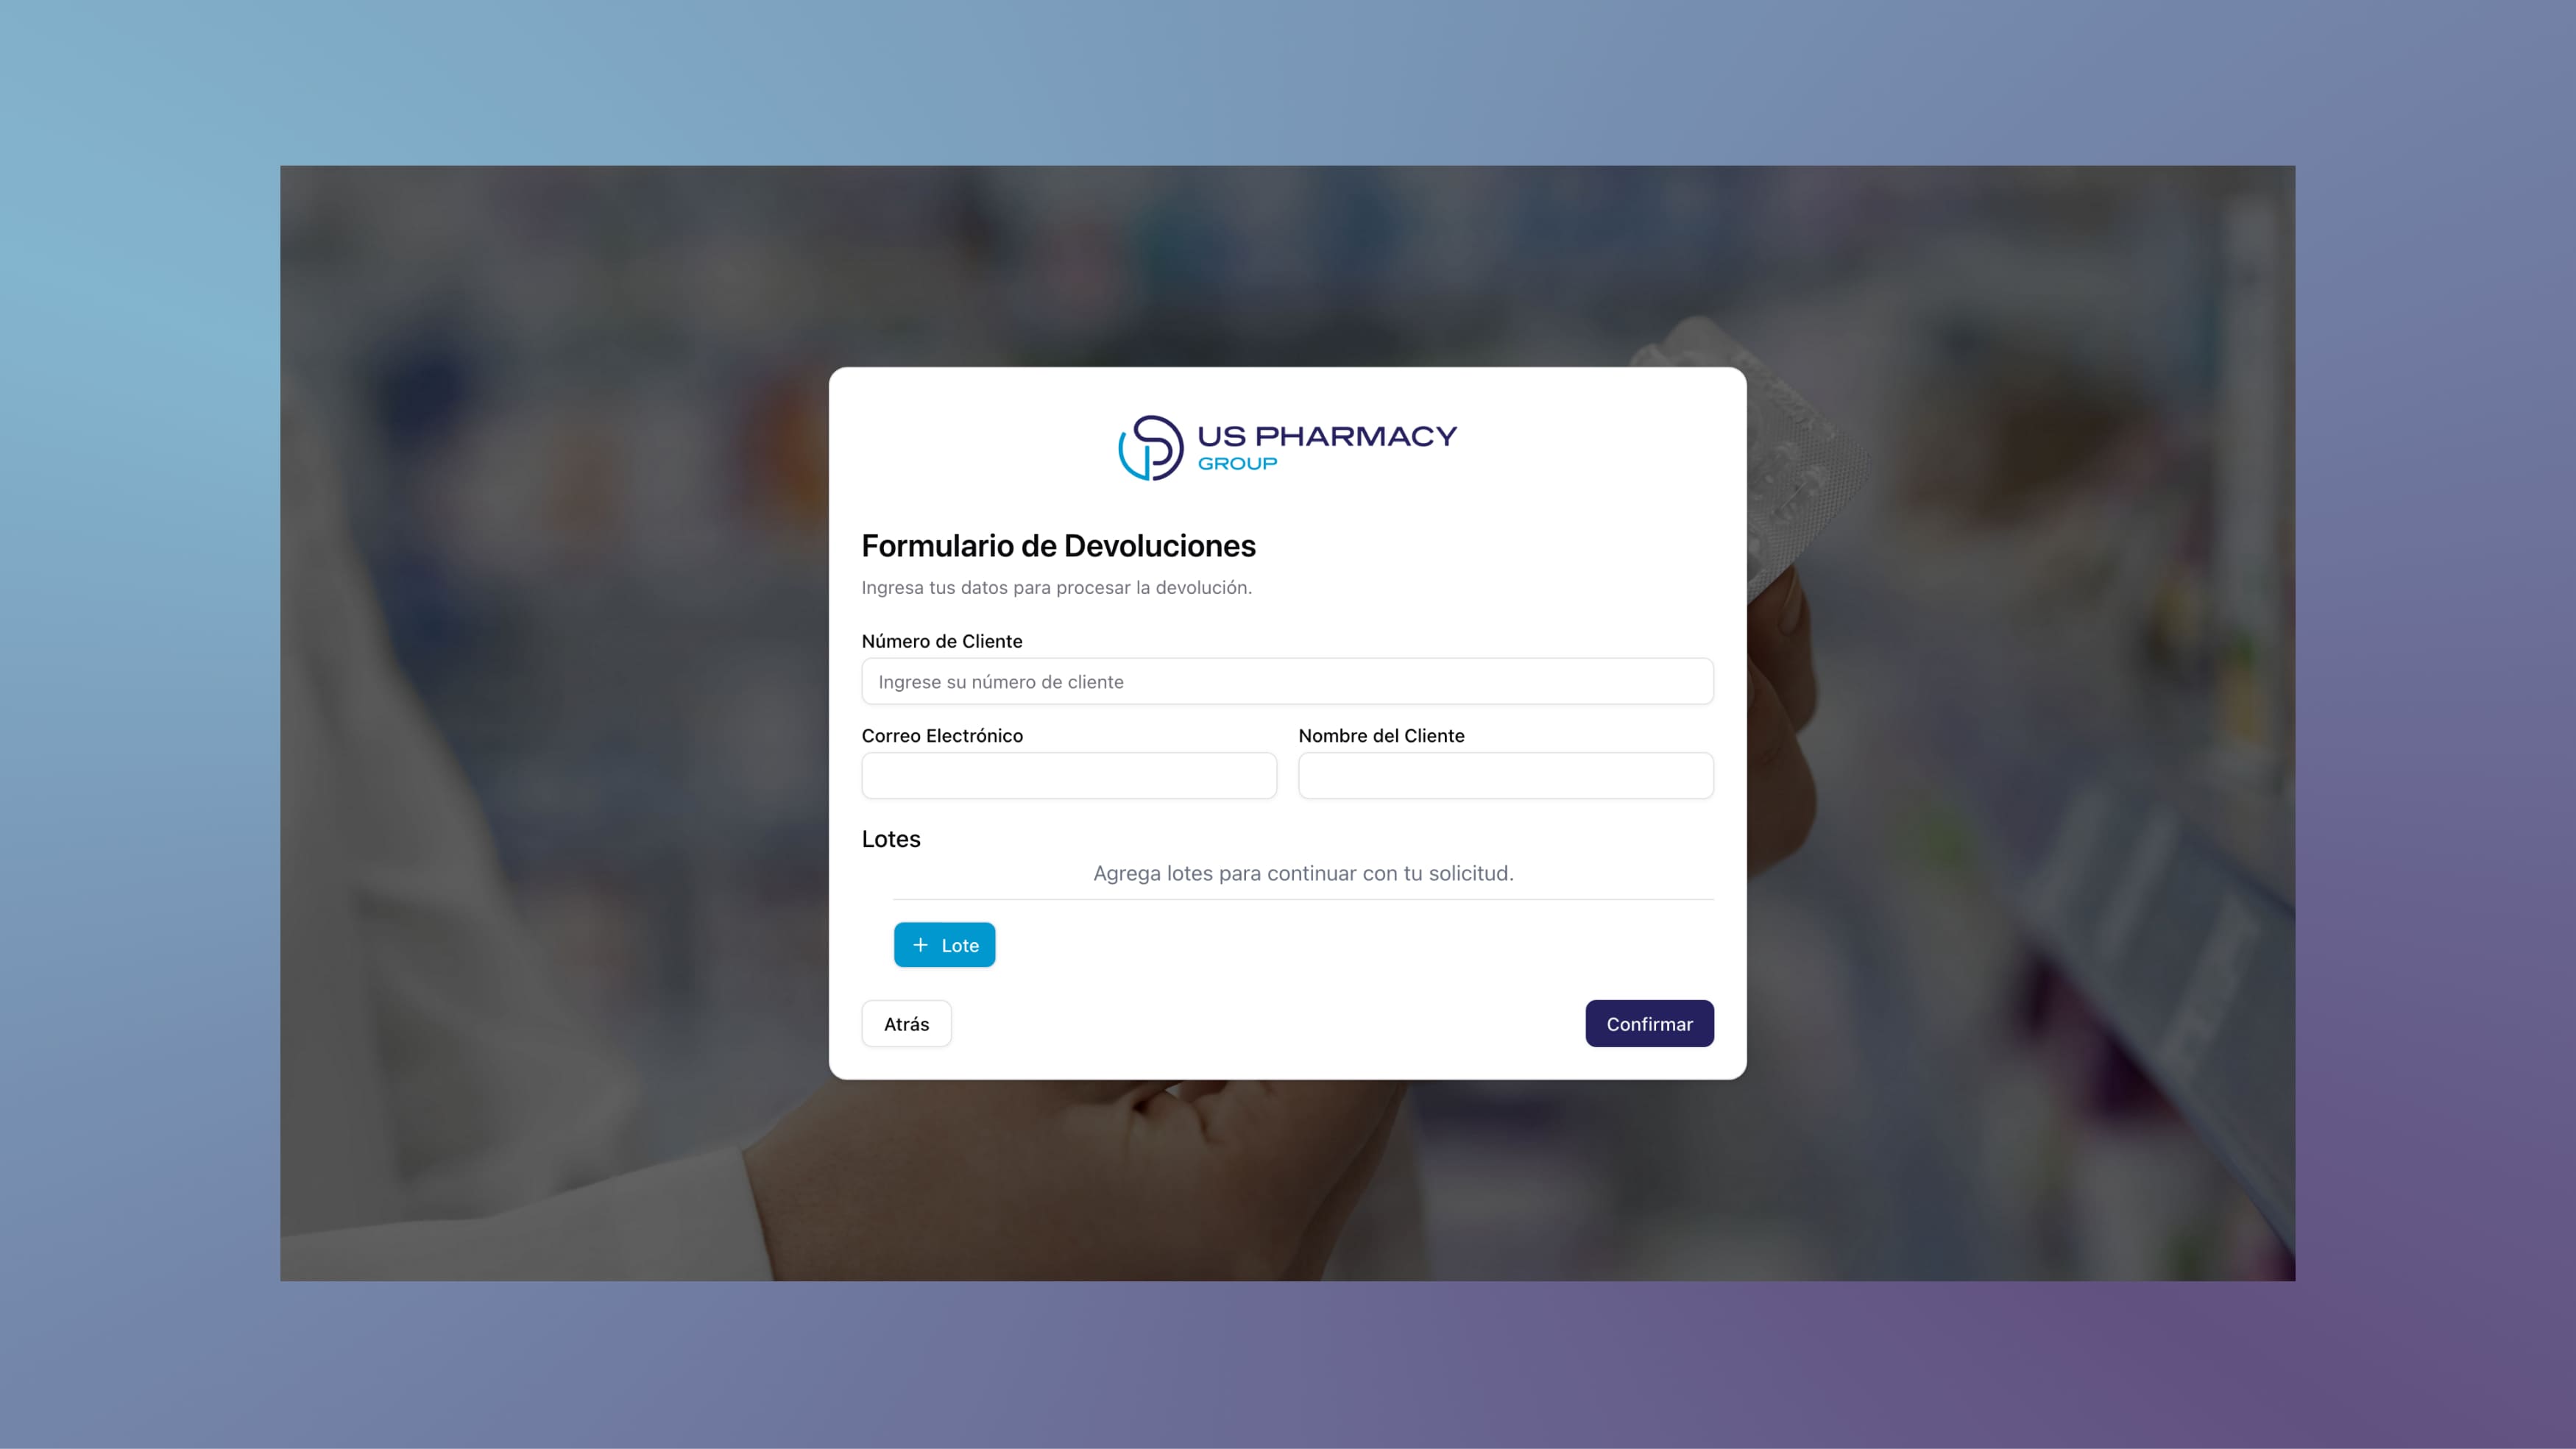 US PHARMACY
GROUP
Formulario de Devoluciones
Ingresa tus datos para procesar la devolución.
Número de Cliente
Ingrese su número de cliente
Correo Electrónico
Nombre del Cliente
Lotes
Agrega lotes para continuar con tu solicitud.
+ Lote
Atrás
Confirmar